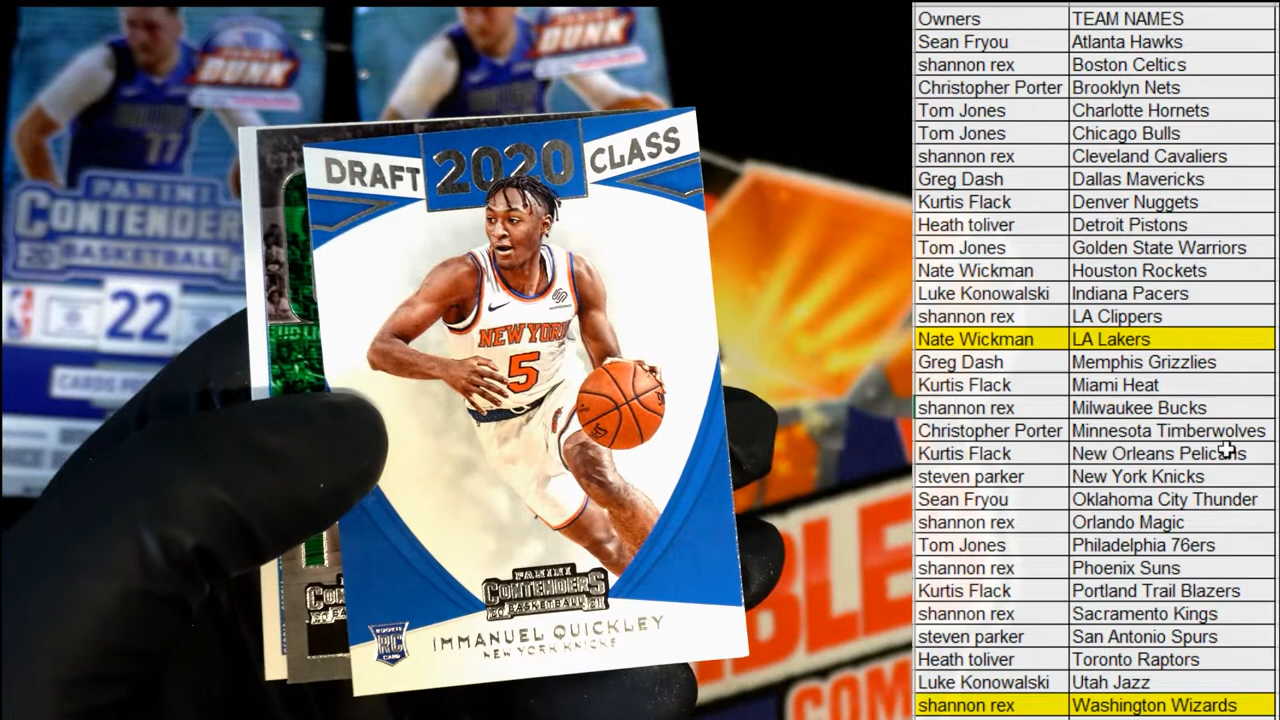 PANINI
DUNK
77
PANINI
CONTENDERS
BASKETBALL
22
DUNK
DRAFT 2020 CLASS
NEW YORK
5
PANINI
CONTENDERS
20 BASKETBALL 21
ROOKIE
RC
CARD
IMMANUEL QUICKLEY
NEW YORK KNICKS
BLE
COM
Owners TEAM NAMES
Sean Fryou Atlanta Hawks
shannon rex Boston Celtics
Christopher Porter Brooklyn Nets
Tom Jones Charlotte Hornets
Tom Jones Chicago Bulls
shannon rex Cleveland Cavaliers
Greg Dash Dallas Mavericks
Kurtis Flack Denver Nuggets
Heath toliver Detroit Pistons
Tom Jones Golden State Warriors
Nate Wickman Houston Rockets
Luke Konowalski Indiana Pacers
shannon rex LA Clippers
Nate Wickman LA Lakers
Greg Dash Memphis Grizzlies
Kurtis Flack Miami Heat
shannon rex Milwaukee Bucks
Christopher Porter Minnesota Timberwolves
Kurtis Flack New Orleans Pelicans
steven parker New York Knicks
Sean Fryou Oklahoma City Thunder
shannon rex Orlando Magic
Tom Jones Philadelphia 76ers
shannon rex Phoenix Suns
Kurtis Flack Portland Trail Blazers
shannon rex Sacramento Kings
steven parker San Antonio Spurs
Heath toliver Toronto Raptors
Luke Konowalski Utah Jazz
shannon rex Washington Wizards